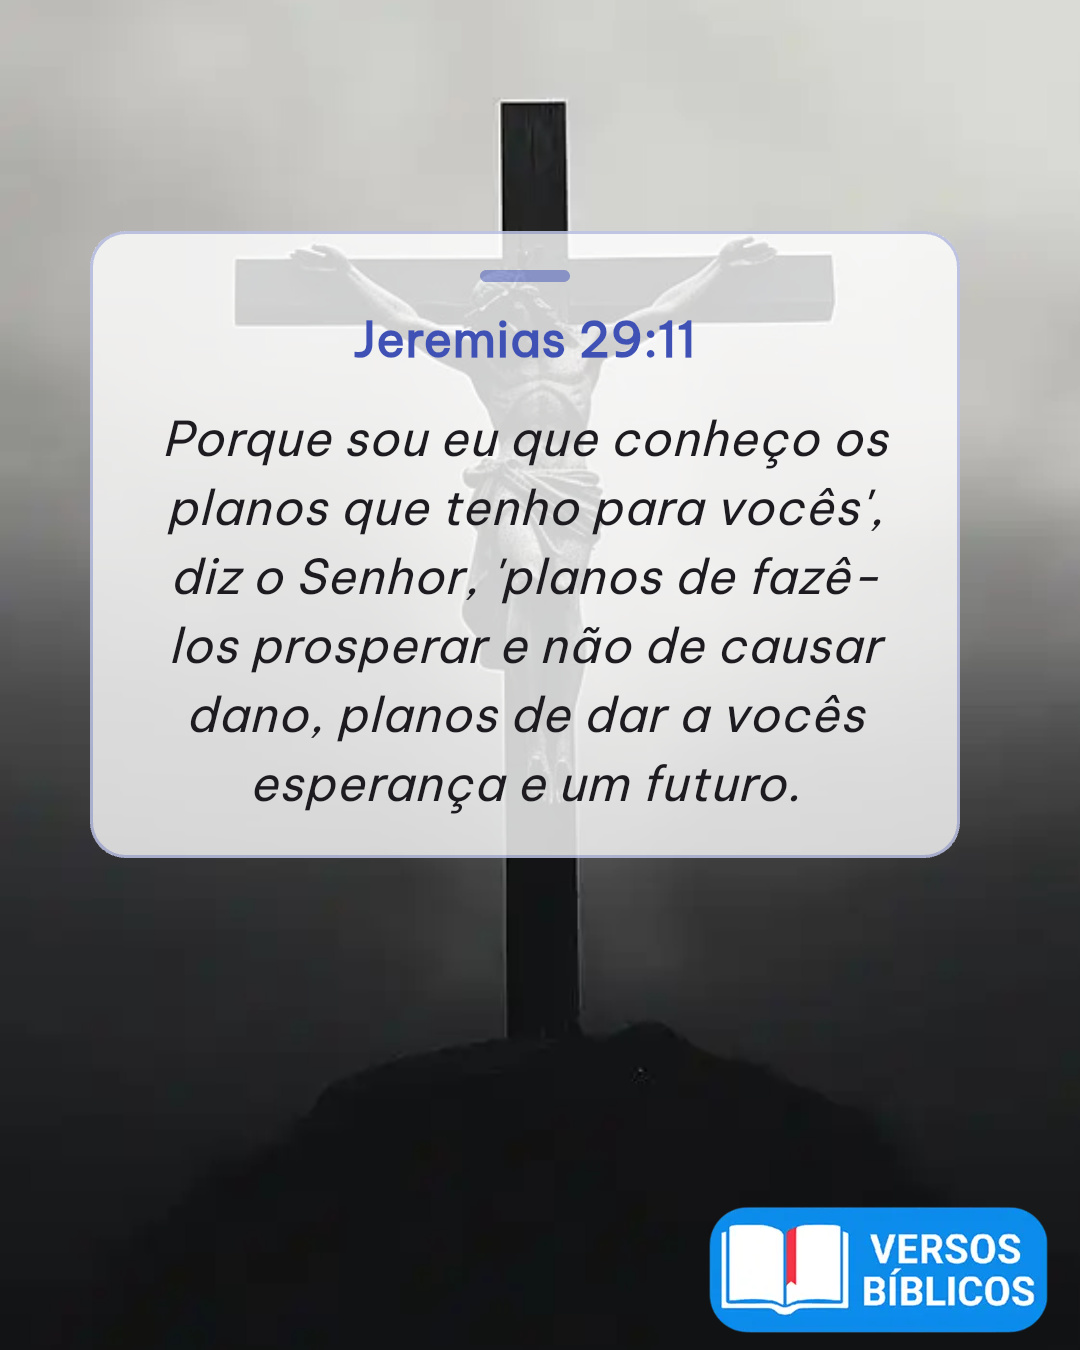 Jeremias 29:11
Porque sou eu que conheço os
planos que tenho para vocês',
diz o Senhor, 'planos de fazê-
los prosperar e não de causar
dano, planos de dar a vocês
esperança e um futuro.
VERSOS
BÍBLICOS